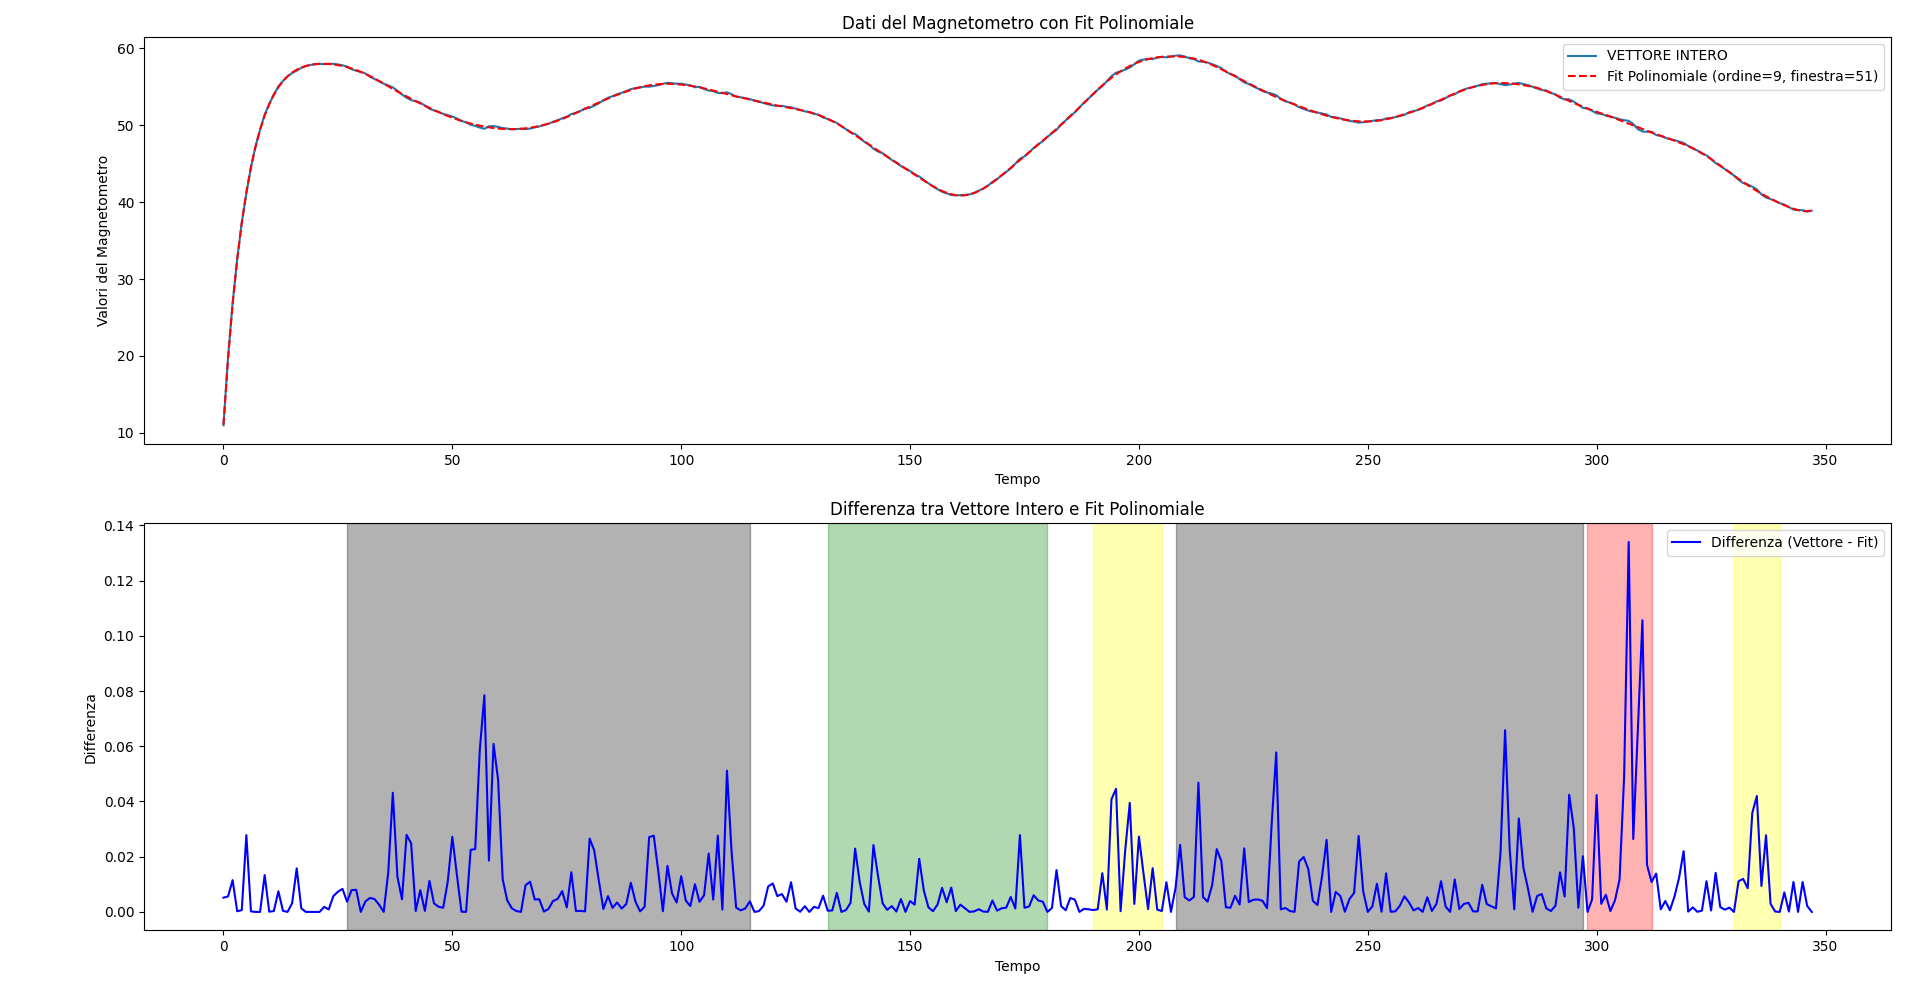 Dati del Magnetometro con Fit Polinomiale
VETTORE INTERO
Fit Polinomiale (ordine=9, finestra=51)
Valori del Magnetometro
60
50
40
30
20
10
0 50 100 150 200 250 300 350
Tempo
Differenza tra Vettore Intero e Fit Polinomiale
Differenza (Vettore - Fit)
Differenza
0.14
0.12
0.10
0.08
0.06
0.04
0.02
0.00
0 50 100 150 200 250 300 350
Tempo